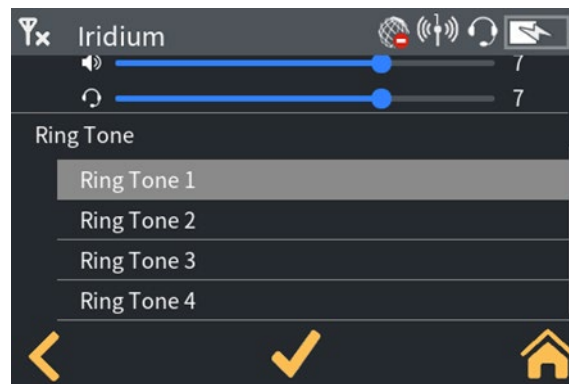 Iridium
7
7
Ring Tone
Ring Tone 1
Ring Tone 2
Ring Tone 3
Ring Tone 4